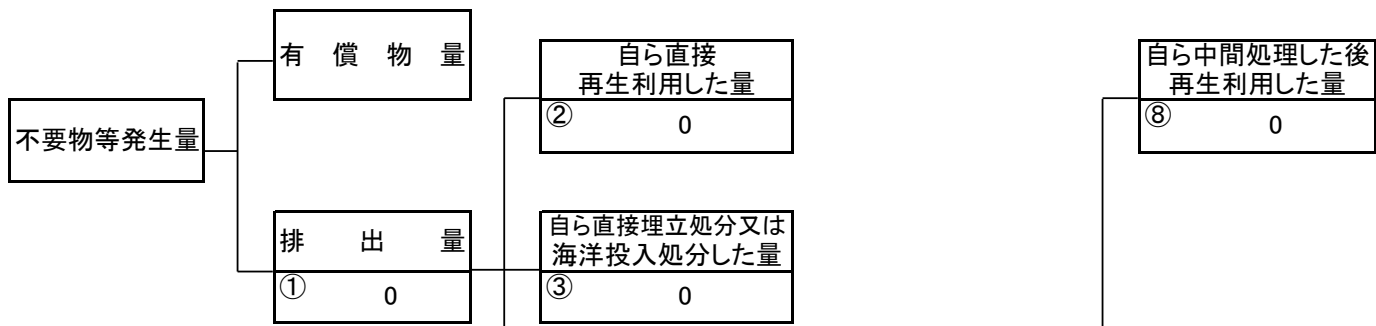 有償物量
自ら直接
再生利用した量
② 0
自ら中間処理した後
再生利用した量
⑧ 0
不要物等発生量
排出量
① 0
自ら直接埋立処分又は
海洋投入処分した量
③ 0